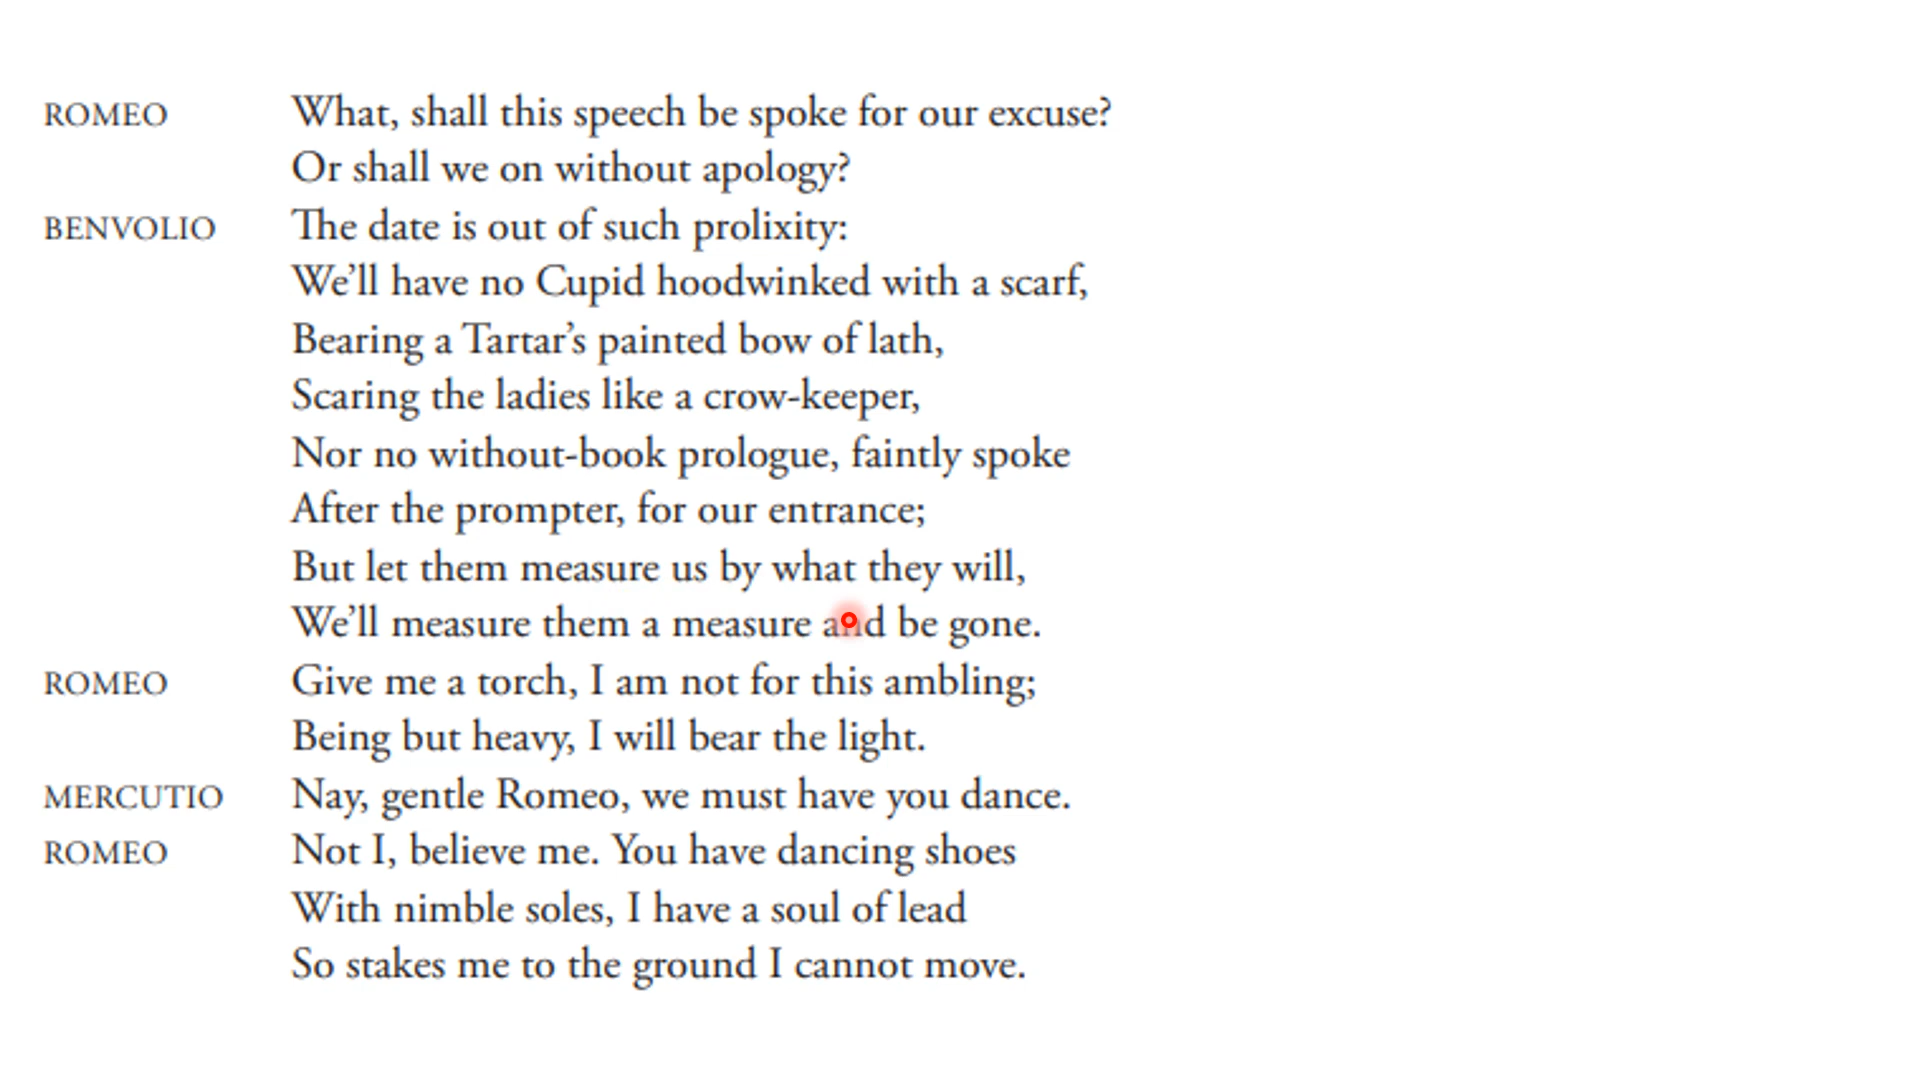 ROMEO What, shall this speech be spoke for our excuse?
Or shall we on without apology?
BENVOLIO The date is out of such prolixity:
We’ll have no Cupid hoodwinked with a scarf,
Bearing a Tartar’s painted bow of lath,
Scaring the ladies like a crow-keeper,
Nor no without-book prologue, faintly spoke
After the prompter, for our entrance;
But let them measure us by what they will,
We’ll measure them a measure and be gone.
ROMEO Give me a torch, I am not for this ambling;
Being but heavy, I will bear the light.
MERCUTIO Nay, gentle Romeo, we must have you dance.
ROMEO Not I, believe me. You have dancing shoes
With nimble soles, I have a soul of lead
So stakes me to the ground I cannot move.